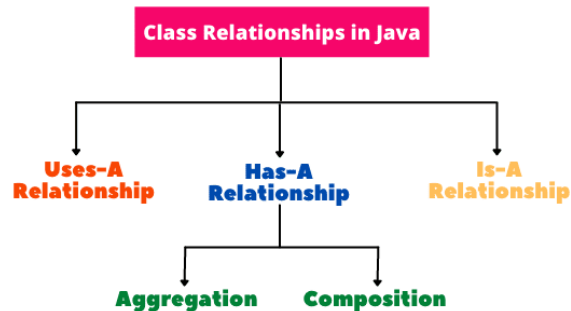 Class Relationships in Java
Uses-A
Relationship
Has-A
Relationship
Is-A
Relationship
Aggregation
Composition